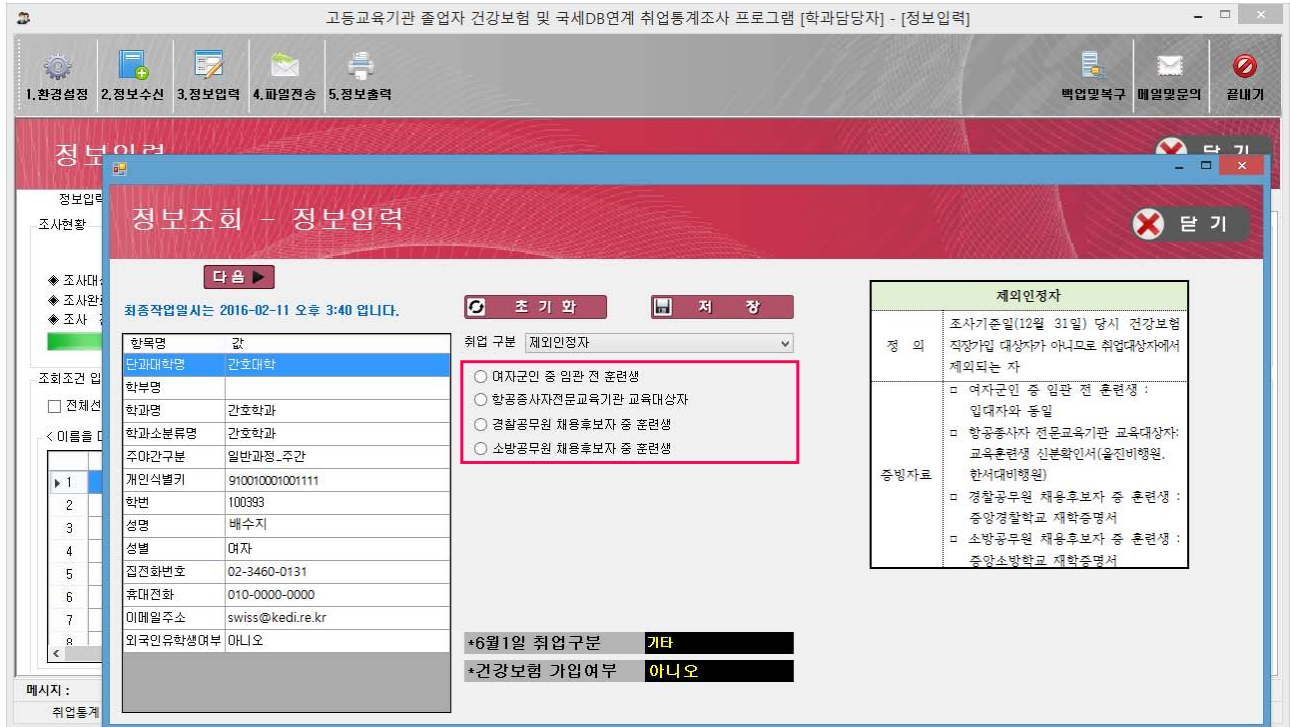 고등교육기관 졸업자 건강보험 및 국세DB연계 취업통계조사 프로그램 [학과담당자] - [정보입력]
1.환경설정 2.정보수신 3.정보입력 4.파일전송 5.정보출력 백업및복구 메일및문의 끝내기
정보입력 닫 기
정보입력
조사현황
◆ 조사대상
◆ 조사완료
◆ 조사
조회조건 입
전체선
< 이름을
1
2
3
4
5
6
7
8
메시지 :
취업통계
정보조회 - 정보입력 닫 기
다음 ▶
최종작업일시는 2016-02-11 오후 3:40 입니다.
항목명 값
단과대학명 간호대학
학부명
학과명 간호학과
학과소분류명 간호학과
주야간구분 일반과정_주간
개인식별키 910010001001111
학번 100393
성명 배수지
성별 여자
집전화번호 02-3460-0131
휴대전화 010-0000-0000
이메일주소 swiss@kedi.re.kr
외국인유학생여부 아니오
초 기 화 저 장
취업 구분 제외인정자
여자군인 중 임관 전 훈련생
항공종사자전문교육기관 교육대상자
경찰공무원 채용후보자 중 훈련생
소방공무원 채용후보자 중 훈련생
*6월1일 취업구분 기타
*건강보험 가입여부 아니오
제외인정자
정 의
조사기준일(12월 31일) 당시 건강보험
직장가입 대상자가 아니므로 취업대상자에서
제외되는 자
증빙자료
□ 여자군인 중 임관 전 훈련생 :
입대자와 동일
□ 항공종사자 전문교육기관 교육대상자:
교육훈련생 신분확인서(울진비행원,
한서대비행원)
□ 경찰공무원 채용후보자 중 훈련생 :
중앙경찰학교 재학증명서
□ 소방공무원 채용후보자 중 훈련생 :
중앙소방학교 재학증명서